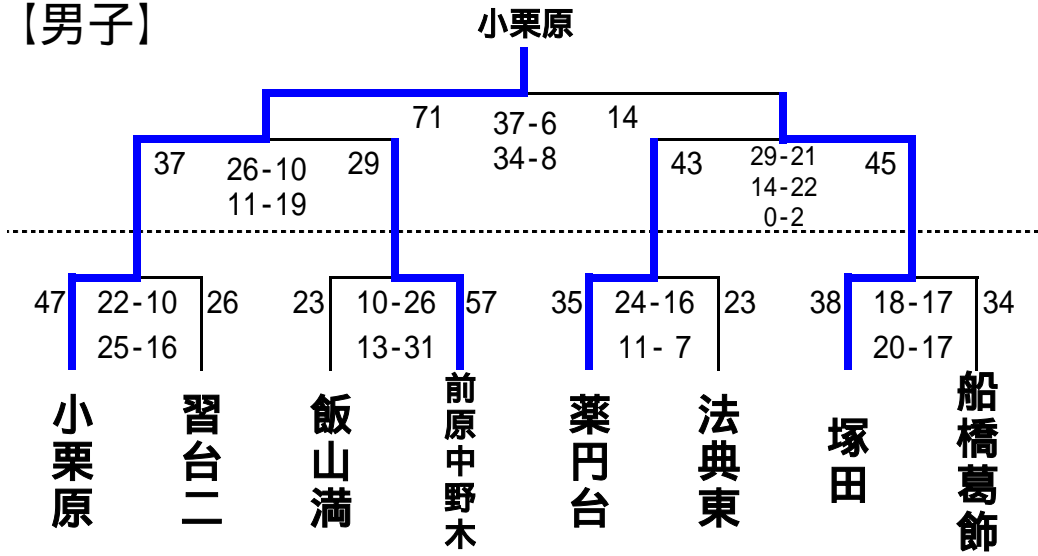 【男子】
小栗原
71 37-6 14
34-8
37 26-10 29
11-19
43 29-21 45
14-22
0-2
47 22-10 26
25-16
23 10-26 57
13-31
35 24-16 23
11- 7
38 18-17 34
20-17
小栗原
習台二
飯山満
前原中野木
薬円台
法典東
塚田
船橋葛飾